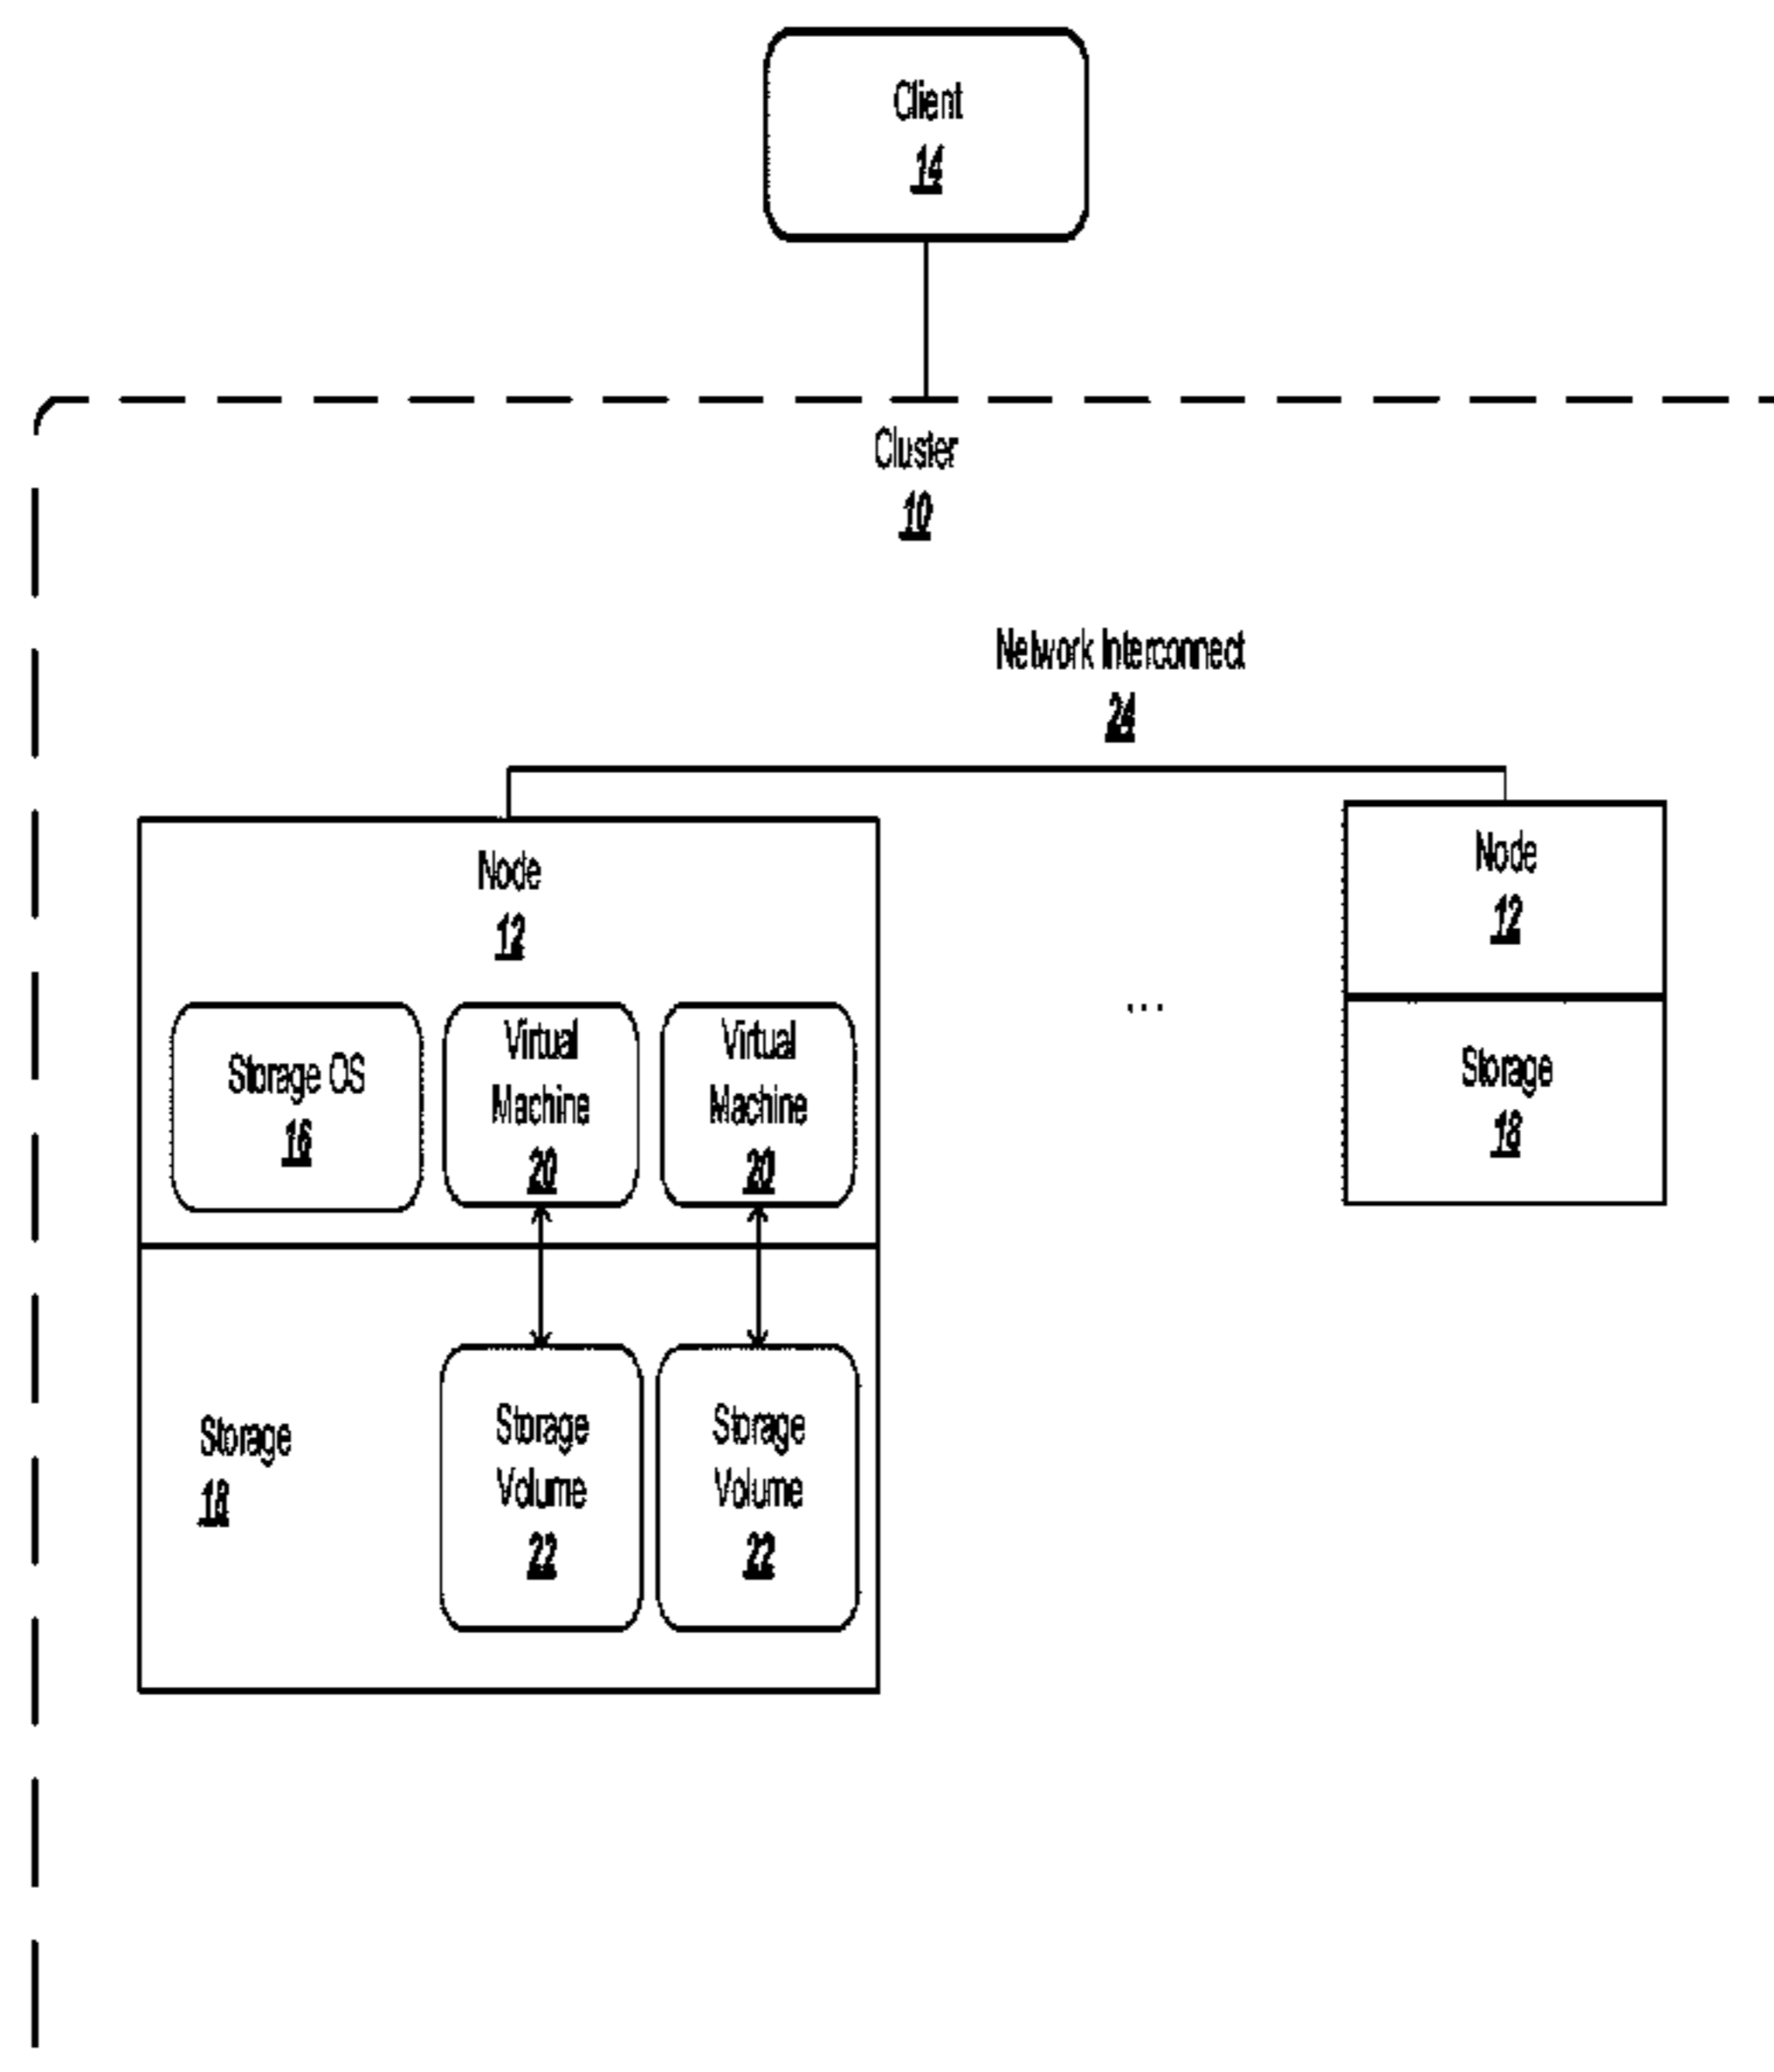 Client
14
Cluster
10
Network Interconnect
24
Node
12
Storage OS
16
Virtual
Machine
20
Virtual
Machine
20
Storage
18
Storage
Volume
22
Storage
Volume
22
...
Node
12
Storage
18